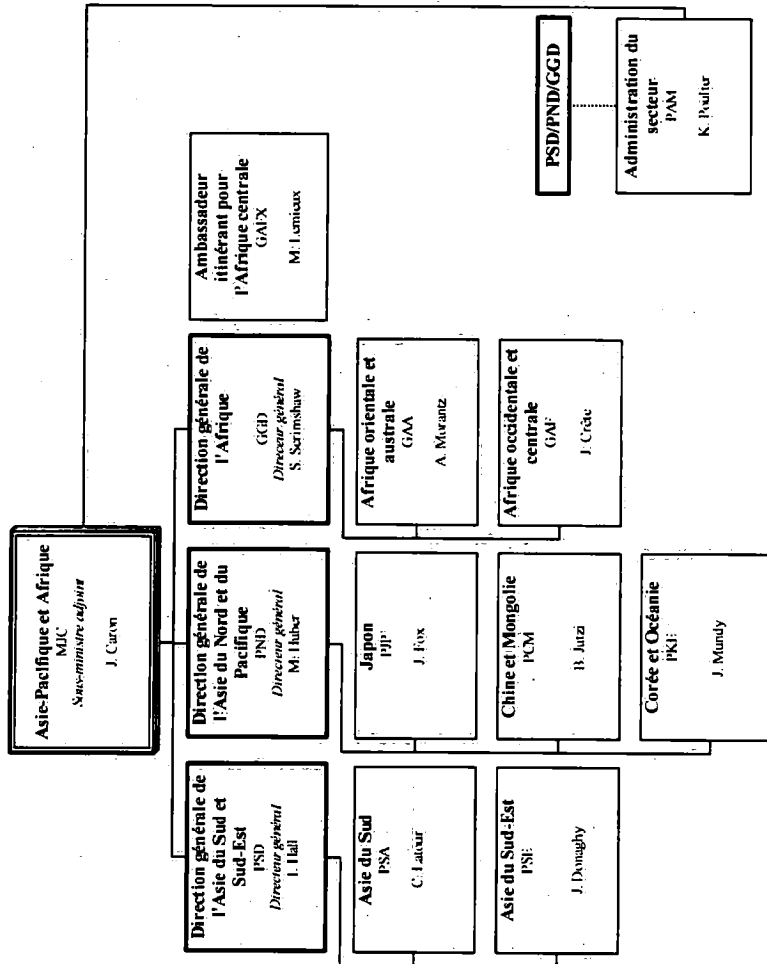 Asie-Pacifique et Afrique
MJC
Sous-ministre adjoint
J. Caron
Direction générale de
l'Asie du Sud et
Sud-Est
PSD
Directeur général
I. Hall
Asie du Sud
PSA
C. Latour
Asie du Sud-Est
PSE
J. Donaghy
Direction générale de
l'Asie du Nord et du
Pacifique
PND
Directeur général
M. Huber
Japon
PJP
J. Fox
Chine et Mongolie
PCM
B. Jutzi
Corée et Océanie
PKE
J. Mundy
Direction générale de
l'Afrique
GGD
Directeur général
S. Scrimshaw
Afrique orientale et
australe
GAA
A. Morantz
Afrique occidentale et
centrale
GAF
J. Crête
Ambassadeur
itinérant pour
l'Afrique centrale
GAFX
M. Lemieux
PSD/PND/GGD
Administration du
secteur
PAM
K. Poulter